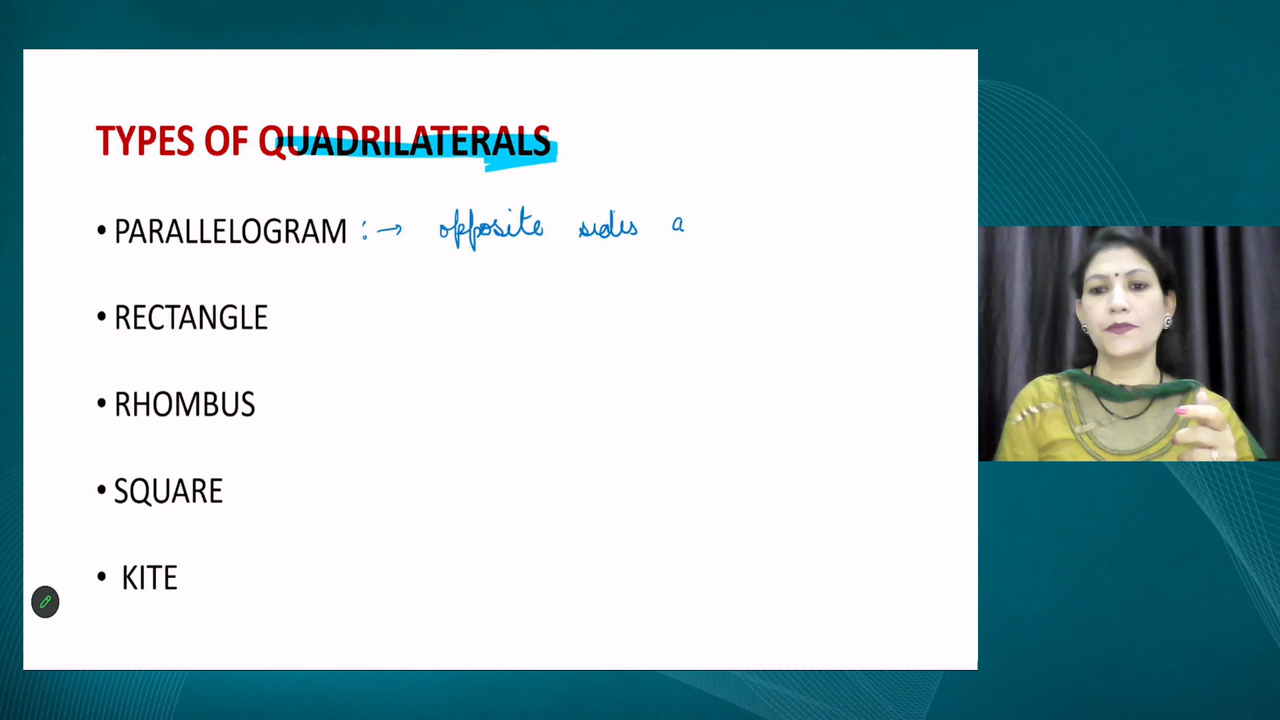 TYPES OF QUADRILATERALS
• PARALLELOGRAM :→ opposite sides a
• RECTANGLE
• RHOMBUS
• SQUARE
• KITE